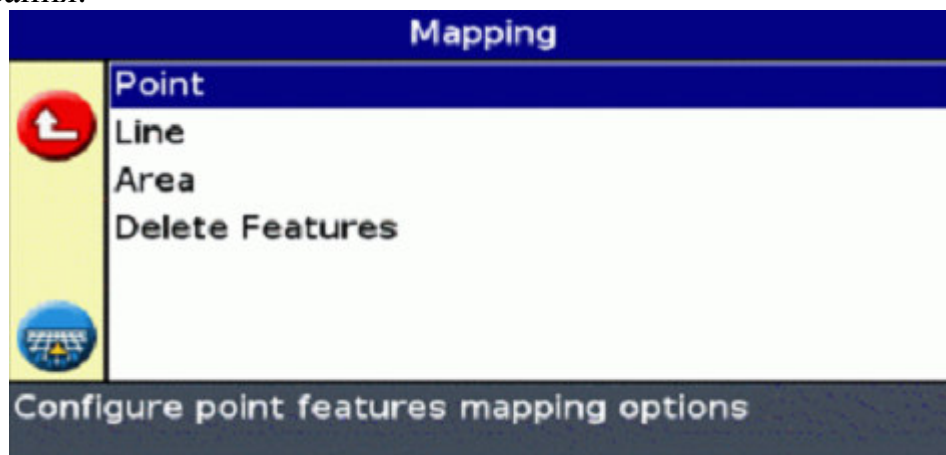 Mapping
Point
Line
Area
Delete Features
Configure point features mapping options